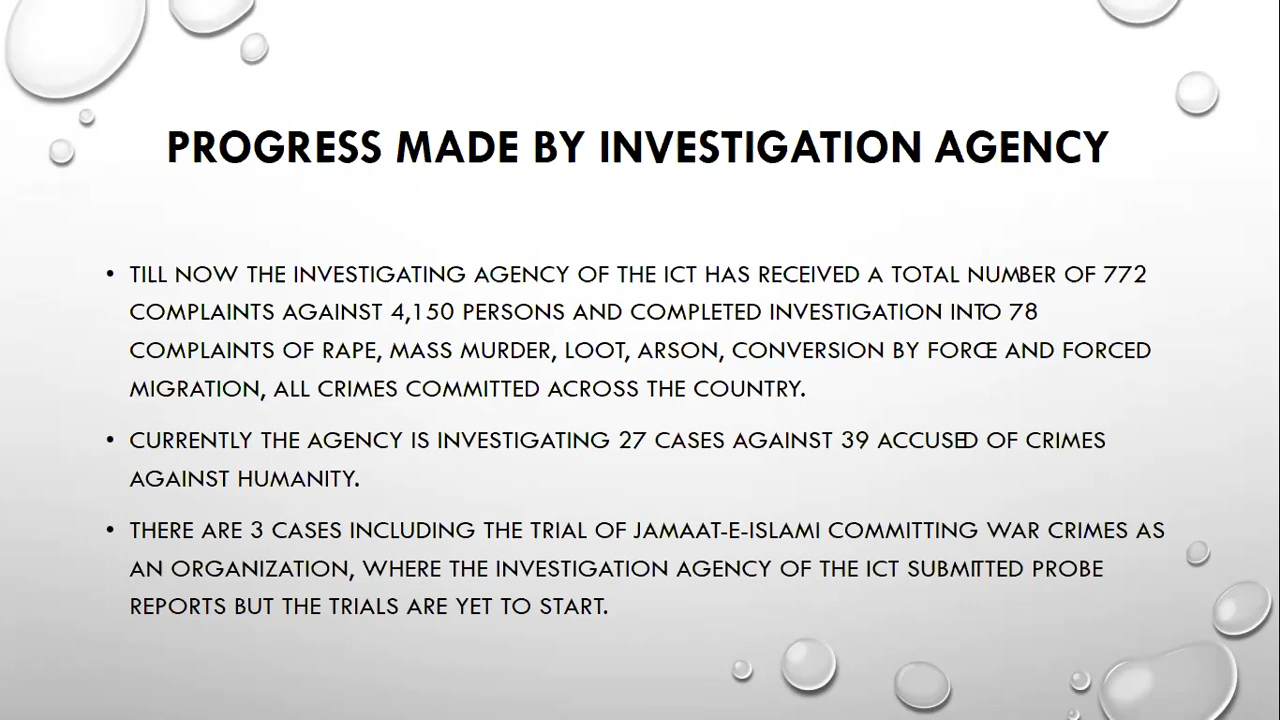 PROGRESS MADE BY INVESTIGATION AGENCY
• TILL NOW THE INVESTIGATING AGENCY OF THE ICT HAS RECEIVED A TOTAL NUMBER OF 772
COMPLAINTS AGAINST 4,150 PERSONS AND COMPLETED INVESTIGATION INTO 78
COMPLAINTS OF RAPE, MASS MURDER, LOOT, ARSON, CONVERSION BY FORCE AND FORCED
MIGRATION, ALL CRIMES COMMITTED ACROSS THE COUNTRY.
• CURRENTLY THE AGENCY IS INVESTIGATING 27 CASES AGAINST 39 ACCUSED OF CRIMES
AGAINST HUMANITY.
• THERE ARE 3 CASES INCLUDING THE TRIAL OF JAMAAT-E-ISLAMI COMMITTING WAR CRIMES AS
AN ORGANIZATION, WHERE THE INVESTIGATION AGENCY OF THE ICT SUBMITTED PROBE
REPORTS BUT THE TRIALS ARE YET TO START.